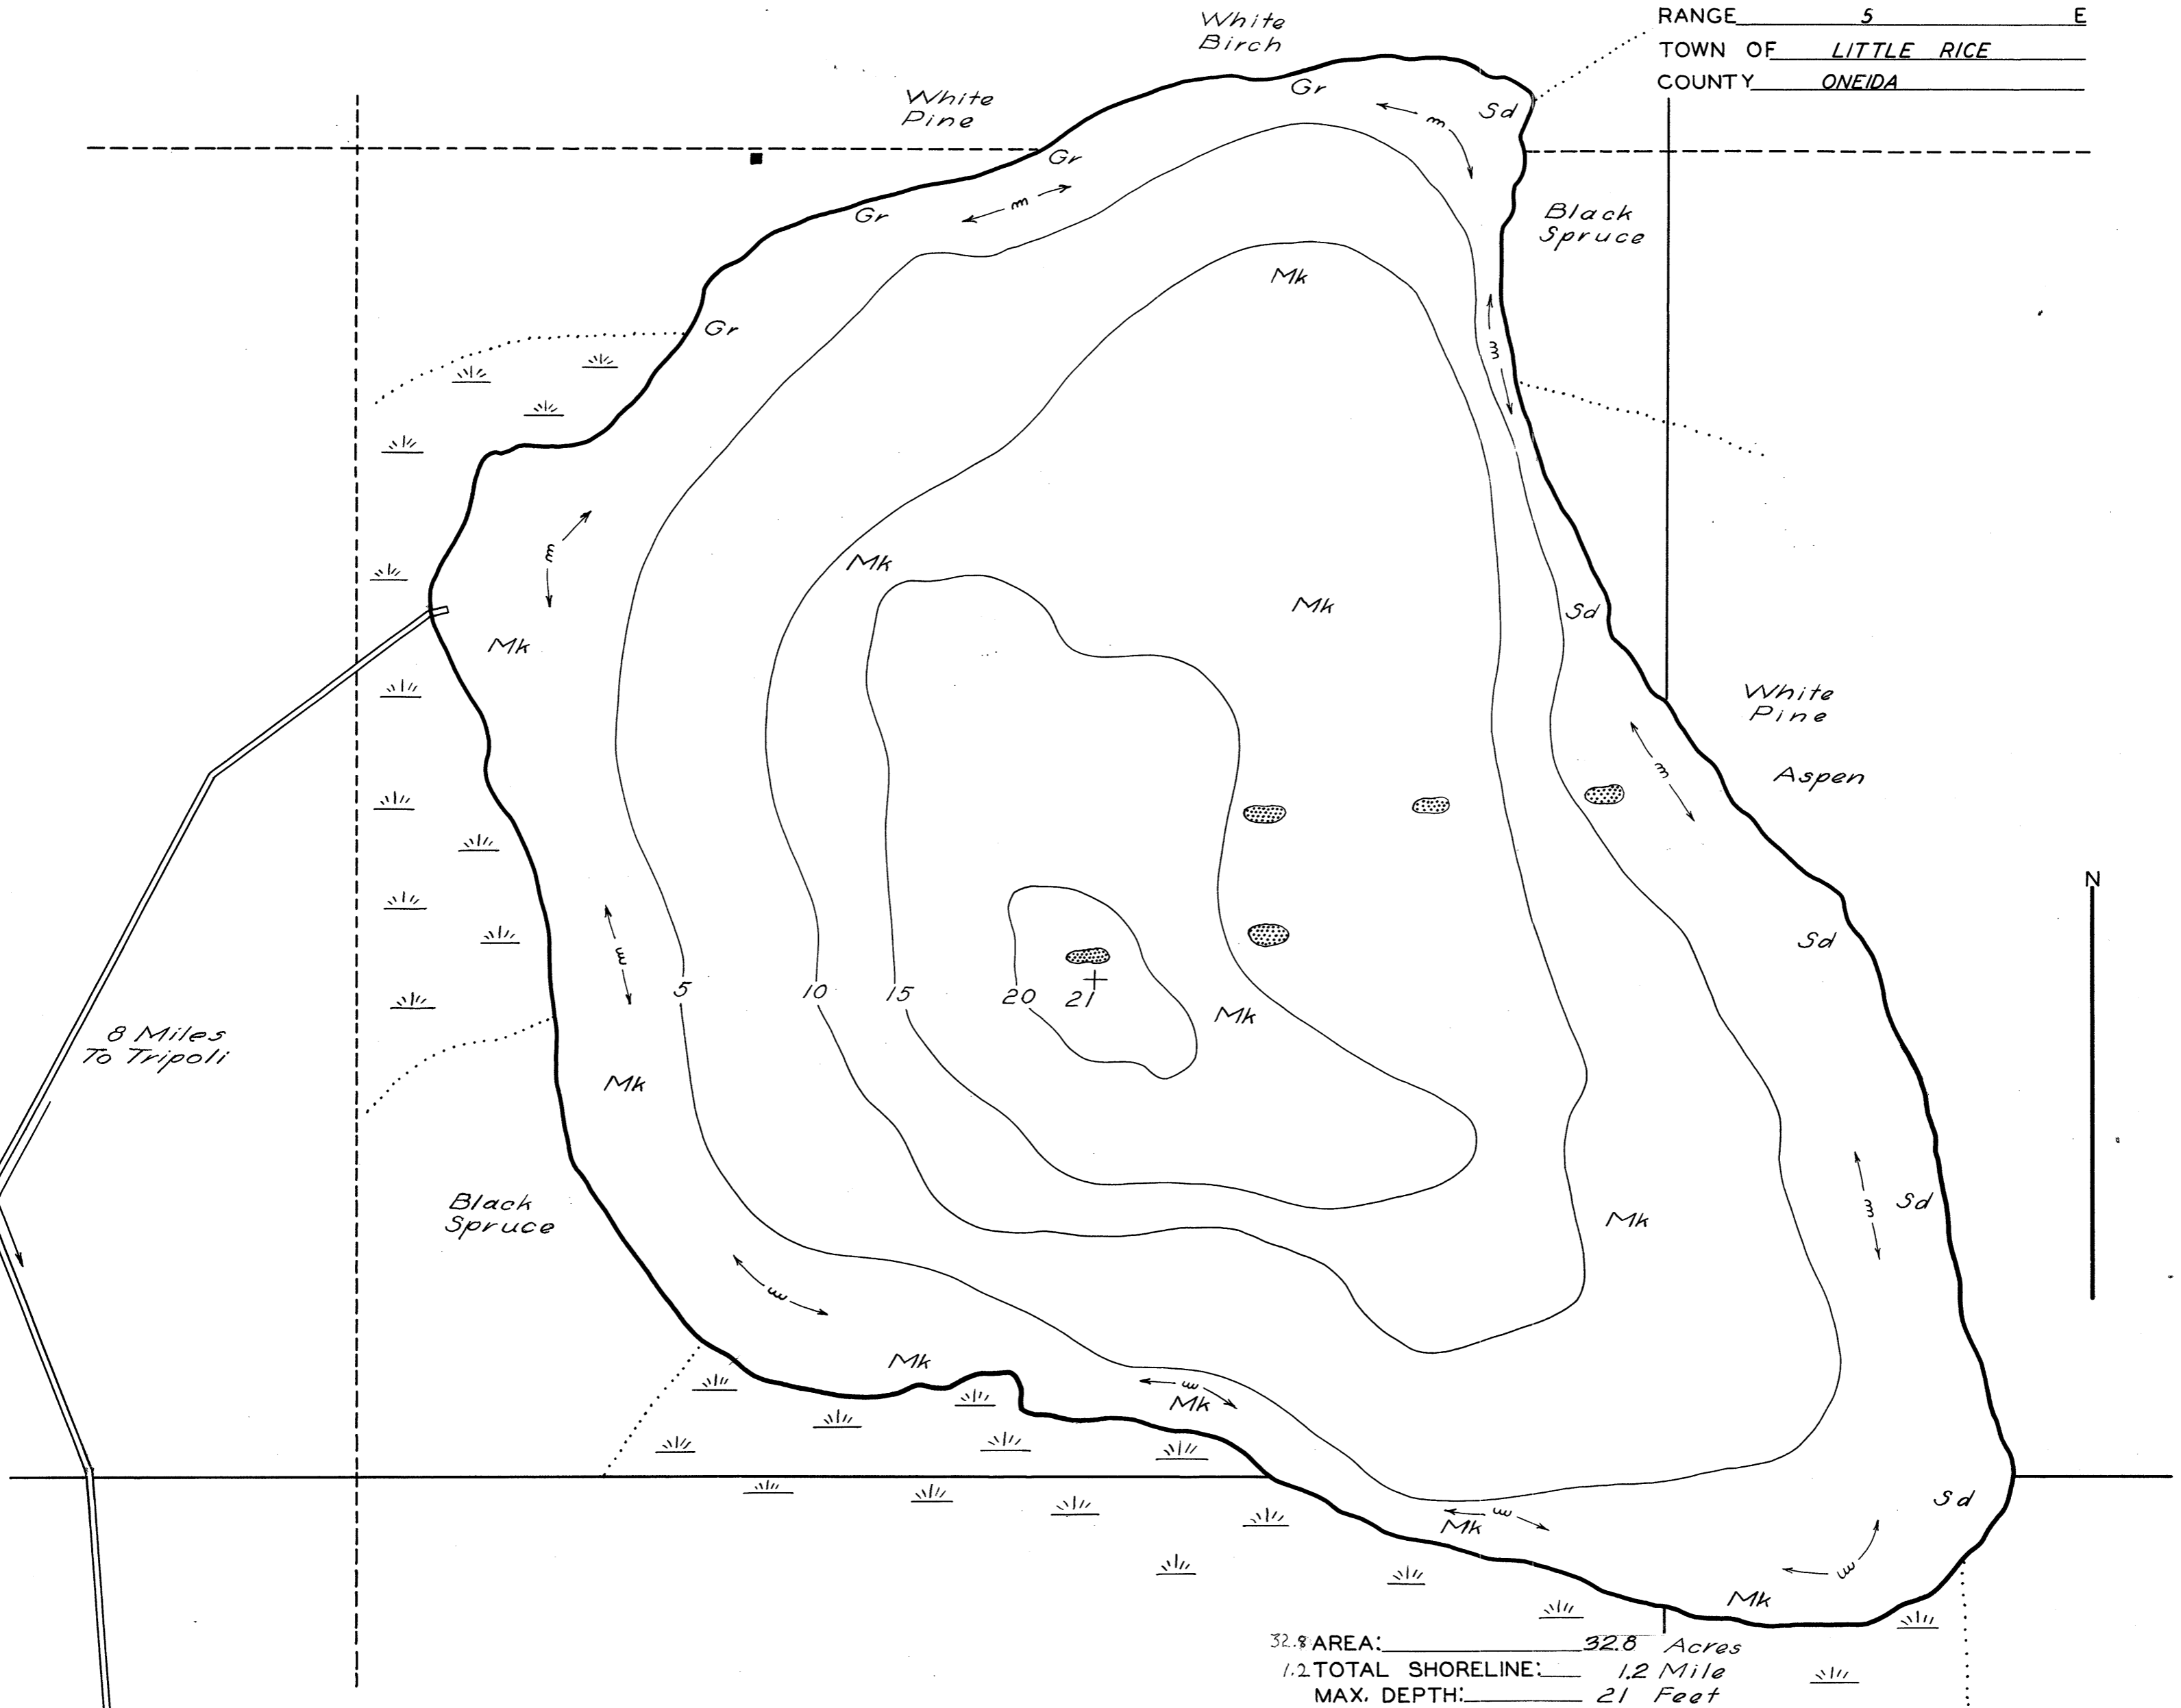 RANGE 5 E
TOWN OF LITTLE RICE
COUNTY ONEIDA
White
Birch
White
Pine
Gr
Sd
m
Gr
m
Gr
Black
Spruce
Mk
Gr
m
m
Mk
Mk
Sd
Mk
White
Pine
Aspen
N
Sd
m
m
5
10
15
20
21
Mk
8 Miles
To Tripoli
Mk
Black
Spruce
Mk
m
Sd
m
Mk
m
Mk
m
Mk
Sd
m
Mk
32.8 AREA: 32.8 Acres
1.2 TOTAL SHORELINE: 1.2 Mile
MAX. DEPTH: 21 Feet